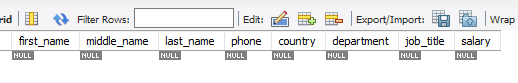 rid Filter Rows: Edit: Export/Import: Wrap
first_name middle_name last_name phone country department job_title salary
NULL NULL NULL NULL NULL NULL NULL NULL